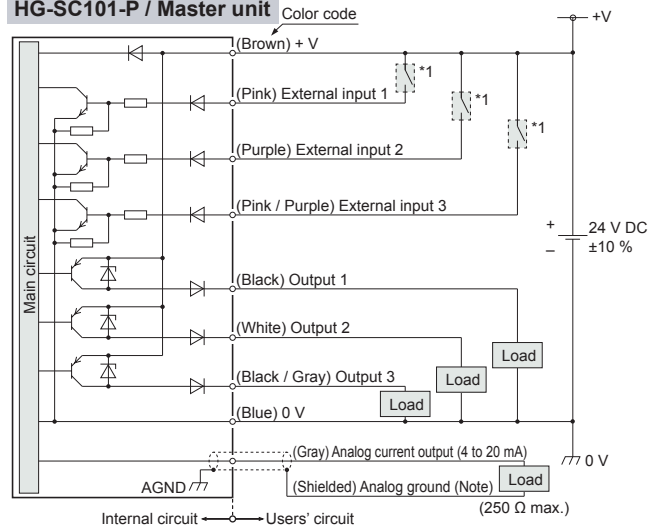 HG-SC101-P / Master unit
Color code
+V
(Brown) + V
*1
(Pink) External input 1
*1
*1
(Purple) External input 2
(Pink / Purple) External input 3
+
24 V DC
–
±10 %
Main circuit
(Black) Output 1
(White) Output 2
Load
Load
(Black / Gray) Output 3
Load
(Blue) 0 V
(Gray) Analog current output (4 to 20 mA)
0 V
AGND
(Shielded) Analog ground (Note)
Load
(250 Ω max.)
Internal circuit
Users' circuit